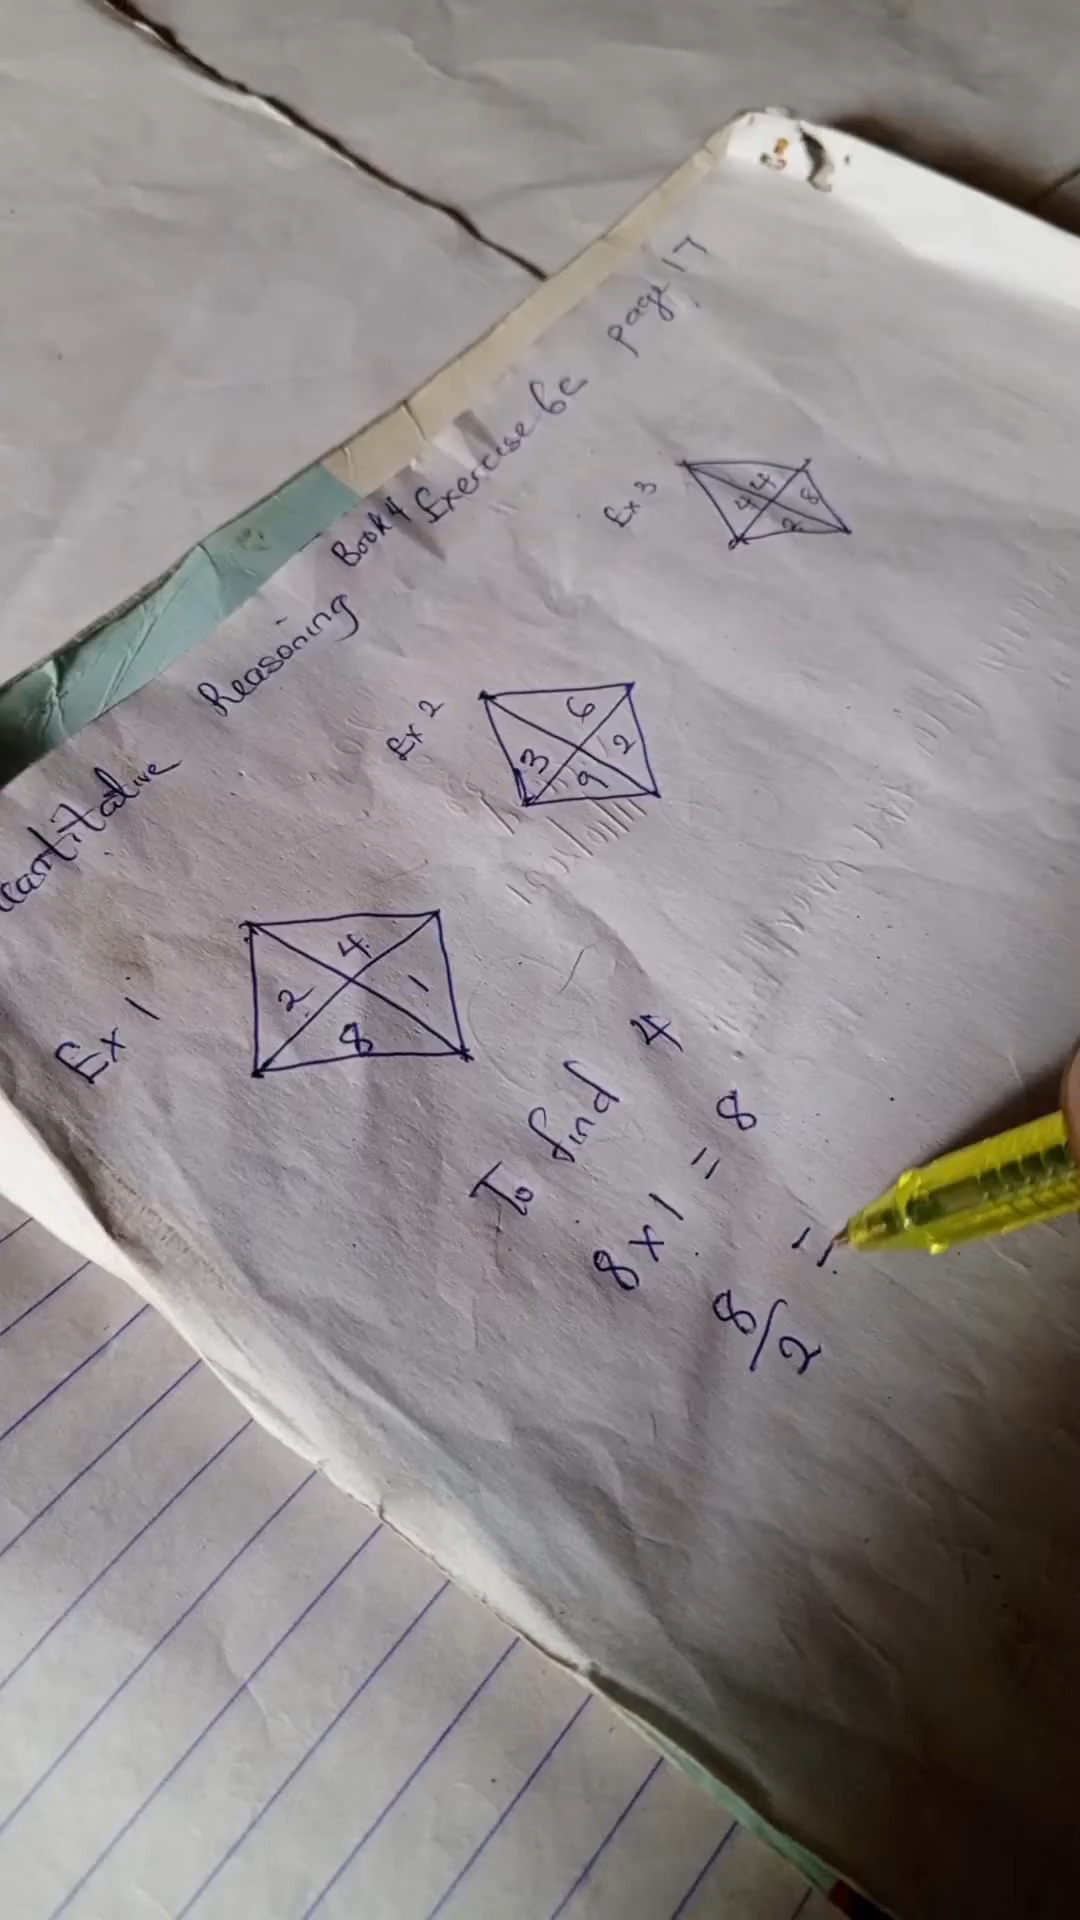 Quantitative Reasoning Book 4 Exercise 6c page 17
Ex 1
4
2
1
8
Ex 2
6
3
2
9
Ex 3
4
4
8
2
To find 4
8 x 1 = 8
8/2 =